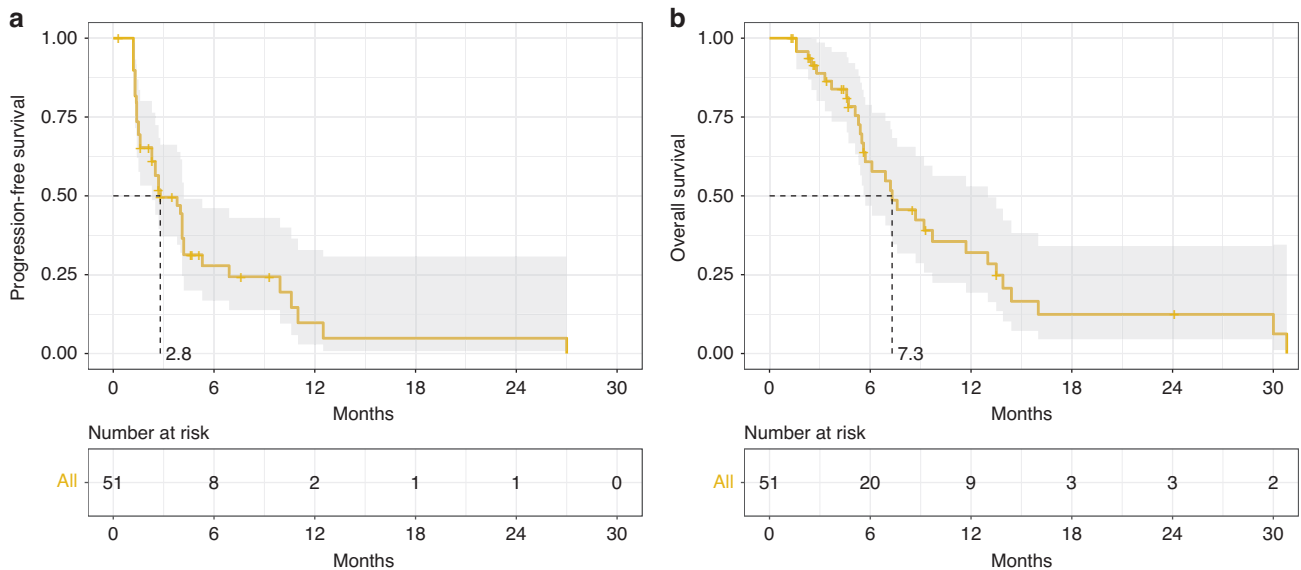 a
Progression-free survival
1.00
0.75
0.50
0.25
0.00
2.8
0 6 12 18 24 30
Months
Number at risk
All 51 8 2 1 1 0
0 6 12 18 24 30
Months
b
Overall survival
1.00
0.75
0.50
0.25
0.00
7.3
0 6 12 18 24 30
Months
Number at risk
All 51 20 9 3 3 2
0 6 12 18 24 30
Months